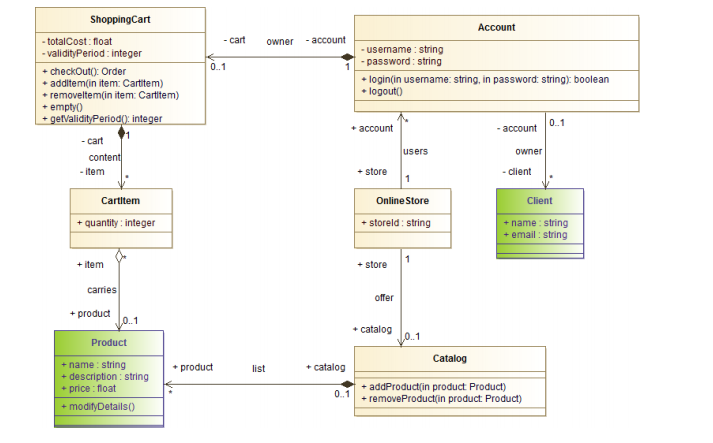 ShoppingCart
- totalCost : float
- validityPeriod : integer
+ checkOut(): Order
+ addItem(in item: CartItem)
+ removeItem(in item: CartItem)
+ empty()
+ getValidityPeriod(): integer
- cart
owner
- account
0..1
1
Account
- username : string
- password : string
+ login(in username: string, in password: string): boolean
+ logout()
1
- cart
content
- item
*
+ account
*
users
+ store
1
- account
0..1
owner
- client
*
CartItem
+ quantity : integer
OnlineStore
+ storeId : string
Client
+ name : string
+ email : string
+ item
*
carries
+ product
0..1
+ store
1
offer
+ catalog
0..1
Product
+ name : string
+ description : string
+ price : float
+ modifyDetails()
+ product
list
+ catalog
*
0..1
Catalog
+ addProduct(in product: Product)
+ removeProduct(in product: Product)